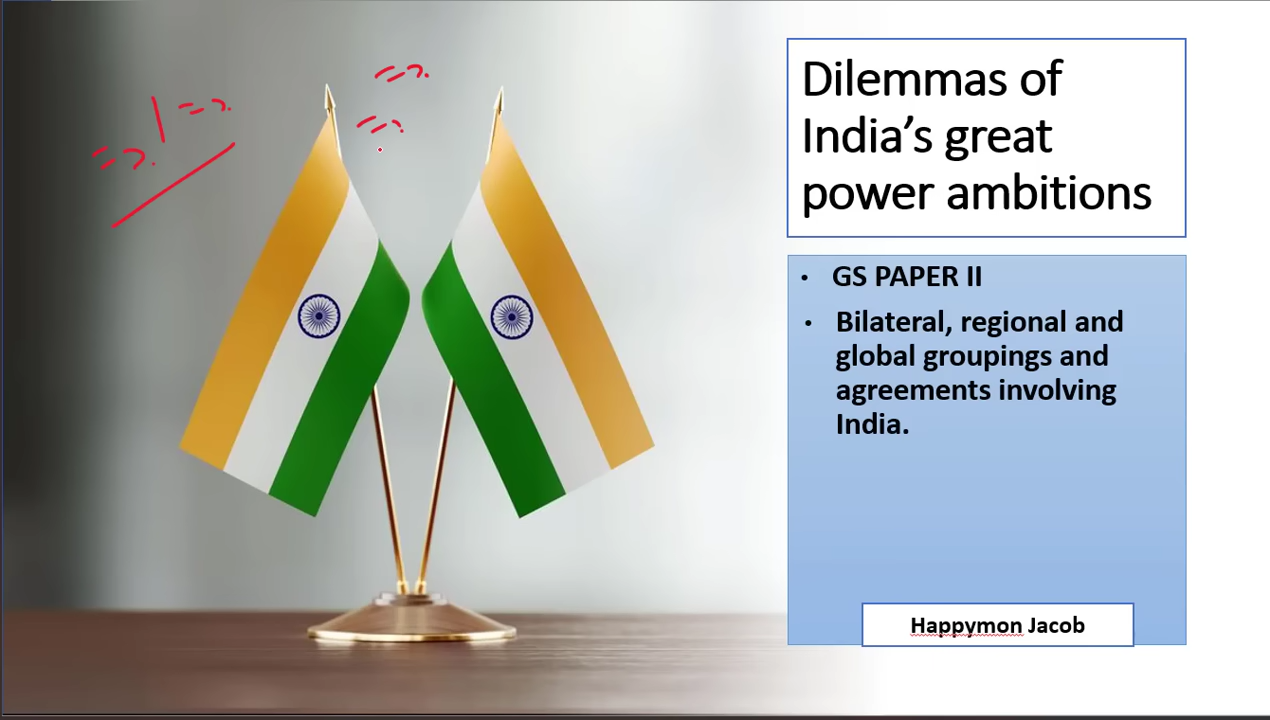 Dilemmas of
India’s great
power ambitions
• GS PAPER II
• Bilateral, regional and
global groupings and
agreements involving
India.
Happymon Jacob